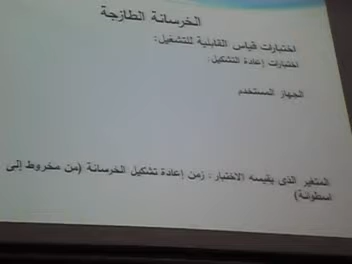 الخرسانة الطازجة
اختبارات قياس القابلية للتشغيل:
اختبارات إعادة التشكيل:
الجهاز المستخدم
المتغير الذى يقيسه الاختبار: زمن إعادة تشكيل الخرسانة (من مخروط إلى
اسطوانة)